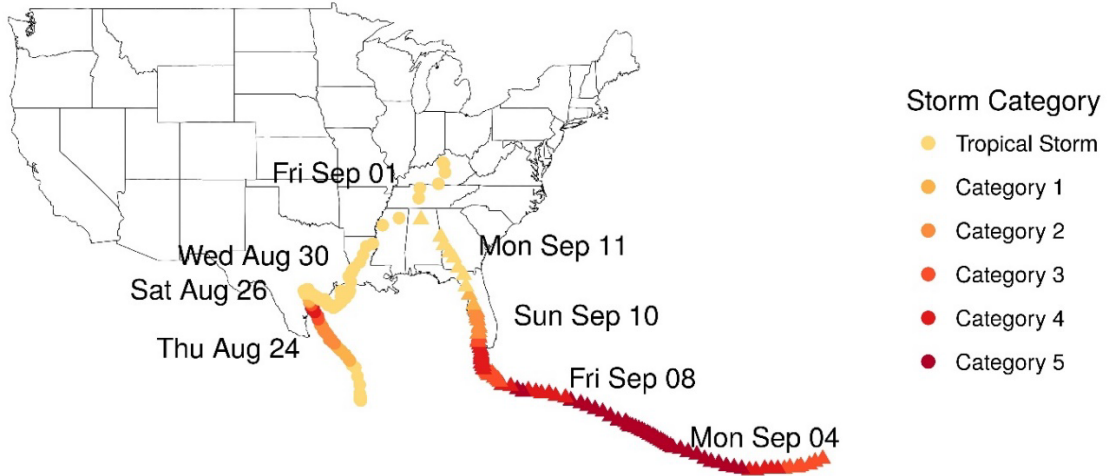 Storm Category
Tropical Storm
Category 1
Category 2
Category 3
Category 4
Category 5
Fri Sep 01
Wed Aug 30
Sat Aug 26
Thu Aug 24
Mon Sep 11
Sun Sep 10
Fri Sep 08
Mon Sep 04